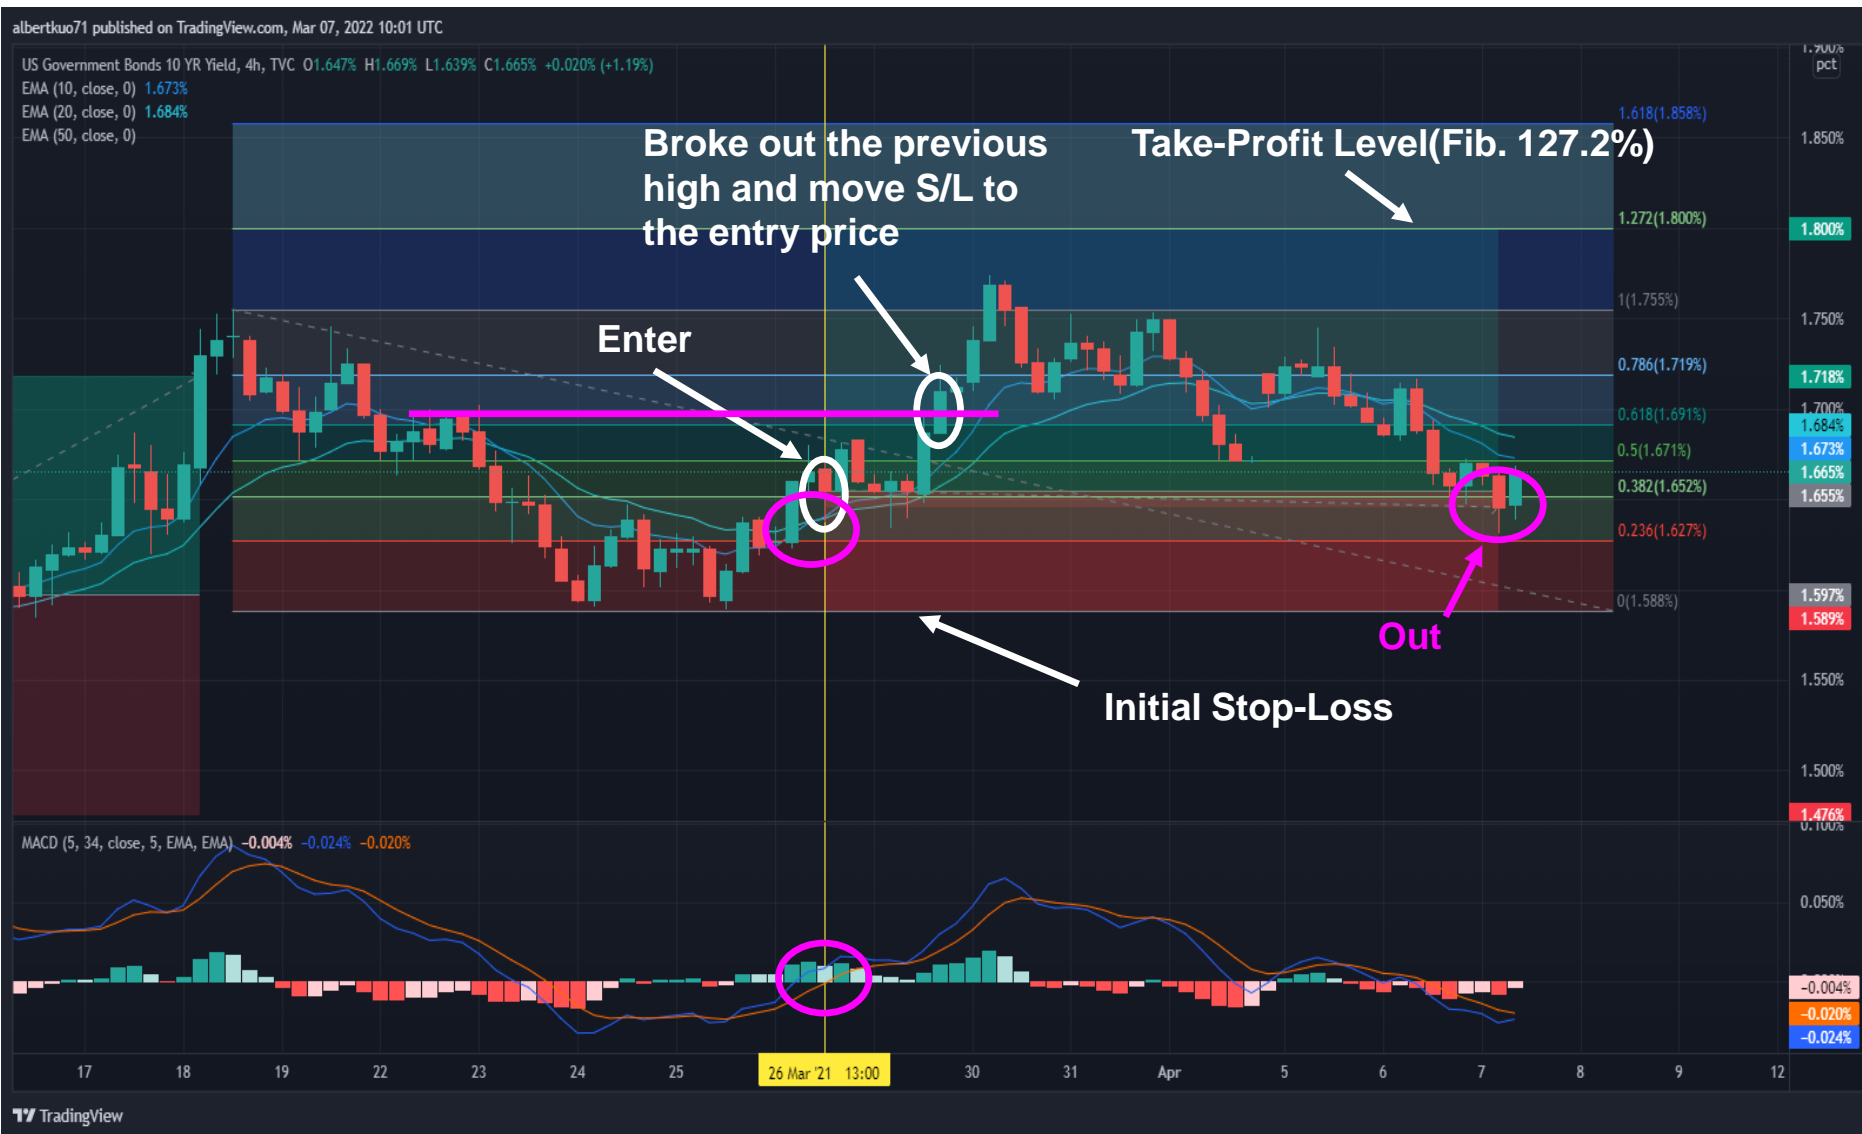 albertkuo71 published on TradingView.com, Mar 07, 2022 10:01 UTC
US Government Bonds 10 YR Yield, 4h, TVC O1.647% H1.669% L1.639% C1.665% +0.020% (+1.19%)
EMA (10, close, 0) 1.673%
EMA (20, close, 0) 1.684%
EMA (50, close, 0)
1.900%
pct
1.618(1.858%)
Broke out the previous
high and move S/L to
the entry price
Take-Profit Level(Fib. 127.2%)
1.850%
1.272(1.800%)
1.800%
1(1.755%)
1.750%
Enter
0.786(1.719%)
1.718%
1.700%
0.618(1.691%)
1.684%
0.5(1.671%)
1.673%
1.665%
0.382(1.652%)
1.655%
0.236(1.627%)
0(1.588%)
1.597%
1.589%
Out
Initial Stop-Loss
1.550%
1.500%
1.476%
0.100%
MACD (5, 34, close, 5, EMA, EMA) −0.004% −0.024% −0.020%
0.050%
−0.004%
−0.020%
−0.024%
17 18 19 22 23 24 25 26 Mar '21 13:00 30 31 Apr 5 6 7 8 9 12
TradingView